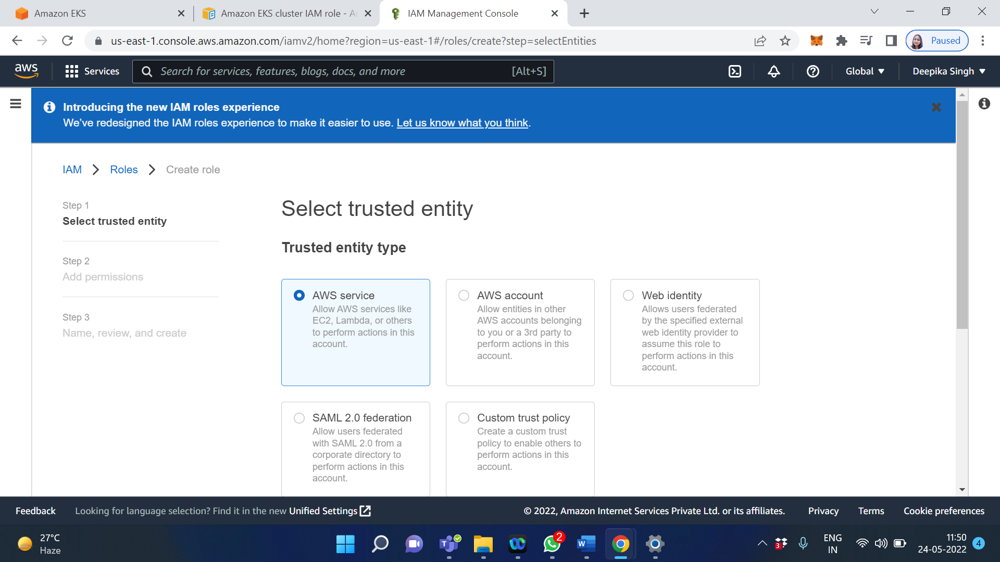 Amazon EKS
Amazon EKS cluster IAM role - A
IAM Management Console
us-east-1.console.aws.amazon.com/iamv2/home?region=us-east-1#/roles/create?step=selectEntities
Paused
aws
Services
Search for services, features, blogs, docs, and more
[Alt+S]
Global
Deepika Singh
Introducing the new IAM roles experience
We've redesigned the IAM roles experience to make it easier to use. Let us know what you think.
IAM
Roles
Create role
Step 1
Select trusted entity
Step 2
Add permissions
Step 3
Name, review, and create
Select trusted entity
Trusted entity type
AWS service
Allow AWS services like
EC2, Lambda, or others
to perform actions in this
account.
AWS account
Allow entities in other
AWS accounts belonging
to you or a 3rd party to
perform actions in this
account.
Web identity
Allows users federated
by the specified external
web identity provider to
assume this role to
perform actions in this
account.
SAML 2.0 federation
Allow users federated
with SAML 2.0 from a
corporate directory to
perform actions in this
account.
Custom trust policy
Create a custom trust
policy to enable others to
perform actions in this
account.
Feedback
Looking for language selection? Find it in the new Unified Settings
© 2022, Amazon Internet Services Private Ltd. or its affiliates.
Privacy
Terms
Cookie preferences
27°C
Haze
T
2
W
3
ENG
IN
11:50
24-05-2022
4